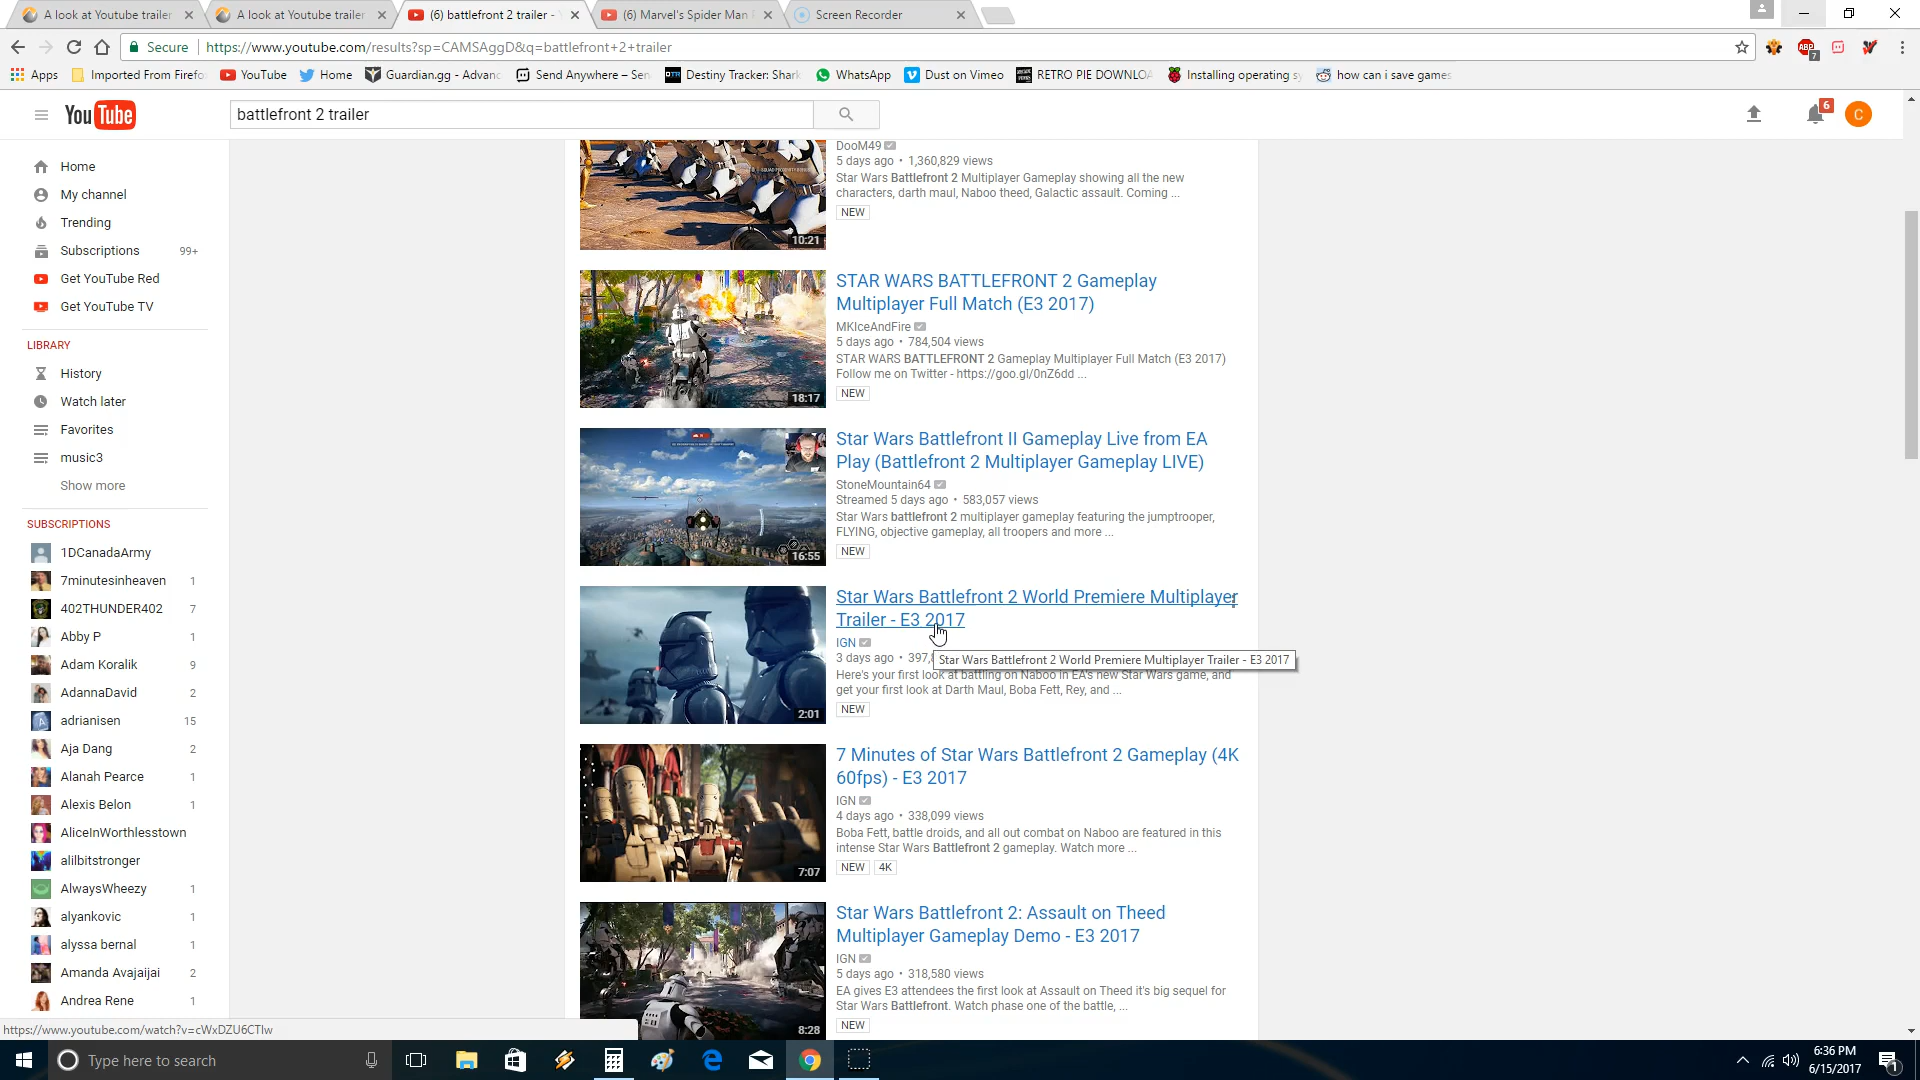 A look at Youtube trailer
A look at Youtube trailer
(6) battlefront 2 trailer -
(6) Marvel's Spider Man
Screen Recorder
Secure
https://www.youtube.com/results?sp=CAMSAggD&q=battlefront+2+trailer
Apps
Imported From Firefo
YouTube
Home
Guardian.gg - Advanc
Send Anywhere – Sen
Destiny Tracker: Shark
WhatsApp
Dust on Vimeo
RETRO PIE DOWNLOA
Installing operating sy
how can i save games
ABP
7
YouTube
battlefront 2 trailer
6
C
Home
My channel
Trending
Subscriptions 99+
Get YouTube Red
Get YouTube TV
LIBRARY
History
Watch later
Favorites
music3
Show more
SUBSCRIPTIONS
1DCanadaArmy
7minutesinheaven 1
402THUNDER402 7
Abby P 1
Adam Koralik 9
AdannaDavid 2
adrianisen 15
Aja Dang 2
Alanah Pearce 1
Alexis Belon 1
AliceInWorthlesstown
alilbitstronger
AlwaysWheezy 1
alyankovic 1
alyssa bernal 1
Amanda Avajaijai 2
Andrea Rene 1
10:21
DooM49
5 days ago • 1,360,829 views
Star Wars Battlefront 2 Multiplayer Gameplay showing all the new
characters, darth maul, Naboo theed, Galactic assault. Coming ...
NEW
18:17
STAR WARS BATTLEFRONT 2 Gameplay
Multiplayer Full Match (E3 2017)
MKIceAndFire
5 days ago • 784,504 views
STAR WARS BATTLEFRONT 2 Gameplay Multiplayer Full Match (E3 2017)
Follow me on Twitter - https://goo.gl/0nZ6dd ...
NEW
16:55
Star Wars Battlefront II Gameplay Live from EA
Play (Battlefront 2 Multiplayer Gameplay LIVE)
StoneMountain64
Streamed 5 days ago • 583,057 views
Star Wars battlefront 2 multiplayer gameplay featuring the jumptrooper,
FLYING, objective gameplay, all troopers and more ...
NEW
2:01
Star Wars Battlefront 2 World Premiere Multiplayer
Trailer - E3 2017
IGN
3 days ago • 397,
Star Wars Battlefront 2 World Premiere Multiplayer Trailer - E3 2017
Here's your first look at battling on Naboo in EA's new Star Wars game, and
get your first look at Darth Maul, Boba Fett, Rey, and ...
NEW
7:07
7 Minutes of Star Wars Battlefront 2 Gameplay (4K
60fps) - E3 2017
IGN
4 days ago • 338,099 views
Boba Fett, battle droids, and all out combat on Naboo are featured in this
intense Star Wars Battlefront 2 gameplay. Watch more ...
NEW 4K
8:28
Star Wars Battlefront 2: Assault on Theed
Multiplayer Gameplay Demo - E3 2017
IGN
5 days ago • 318,580 views
EA gives E3 attendees the first look at Assault on Theed it's big sequel for
Star Wars Battlefront. Watch phase one of the battle, ...
NEW
https://www.youtube.com/watch?v=cWxDZU6CTIw
Type here to search
6:36 PM
6/15/2017
1